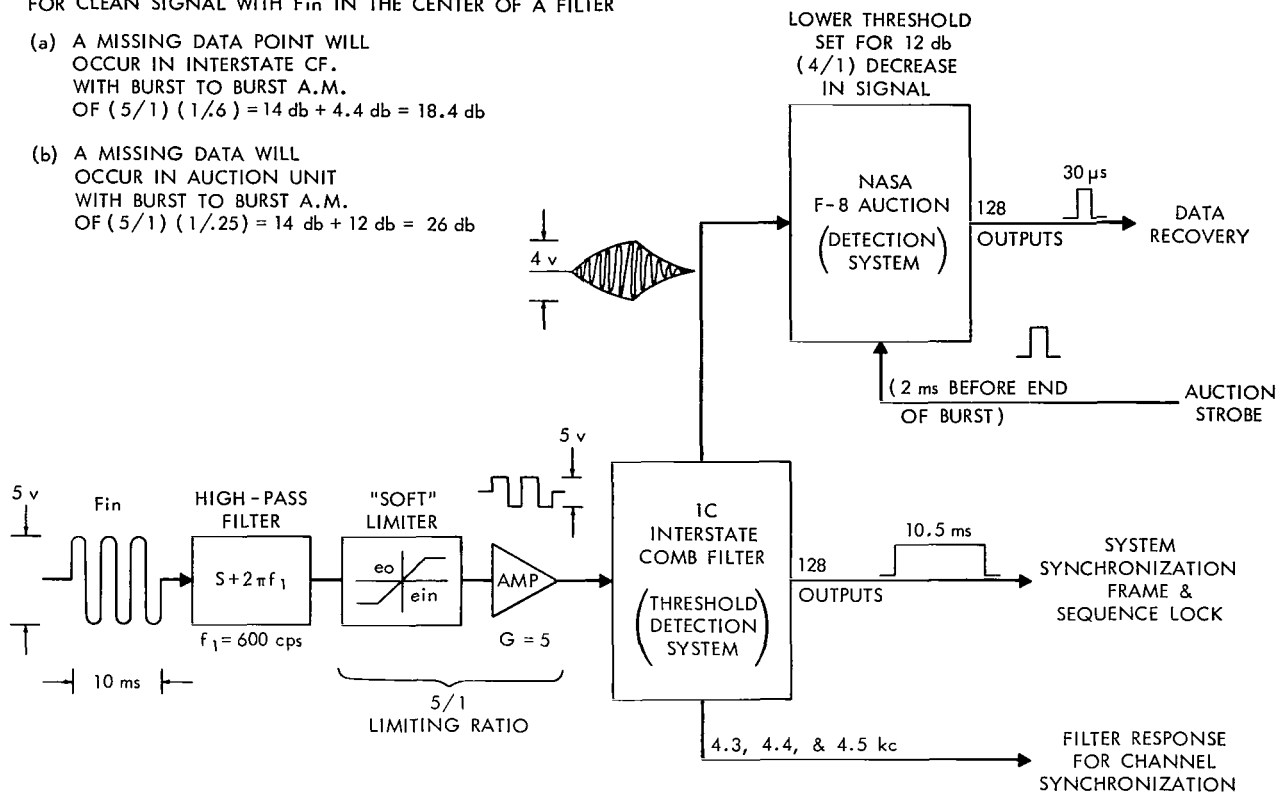 FOR CLEAN SIGNAL WITH Fin IN THE CENTER OF A FILTER
(a) A MISSING DATA POINT WILL
OCCUR IN INTERSTATE CF.
WITH BURST TO BURST A.M.
OF (5/1) (1/.6) = 14 db + 4.4 db = 18.4 db
(b) A MISSING DATA WILL
OCCUR IN AUCTION UNIT
WITH BURST TO BURST A.M.
OF (5/1) (1/.25) = 14 db + 12 db = 26 db
LOWER THRESHOLD
SET FOR 12 db
(4/1) DECREASE
IN SIGNAL
NASA
F-8 AUCTION
(DETECTION
SYSTEM)
128
OUTPUTS
30 µs
DATA
RECOVERY
4 v
(2 ms BEFORE END
OF BURST)
AUCTION
STROBE
5 v
Fin
10 ms
HIGH-PASS
FILTER
S+2πf1
f1= 600 cps
"SOFT"
LIMITER
eo
ein
AMP
G = 5
5 v
5/1
LIMITING RATIO
1C
INTERSTATE
COMB FILTER
(THRESHOLD
DETECTION
SYSTEM)
128
OUTPUTS
10.5 ms
SYSTEM
SYNCHRONIZATION
FRAME &
SEQUENCE LOCK
4.3, 4.4, & 4.5 kc
FILTER RESPONSE
FOR CHANNEL
SYNCHRONIZATION